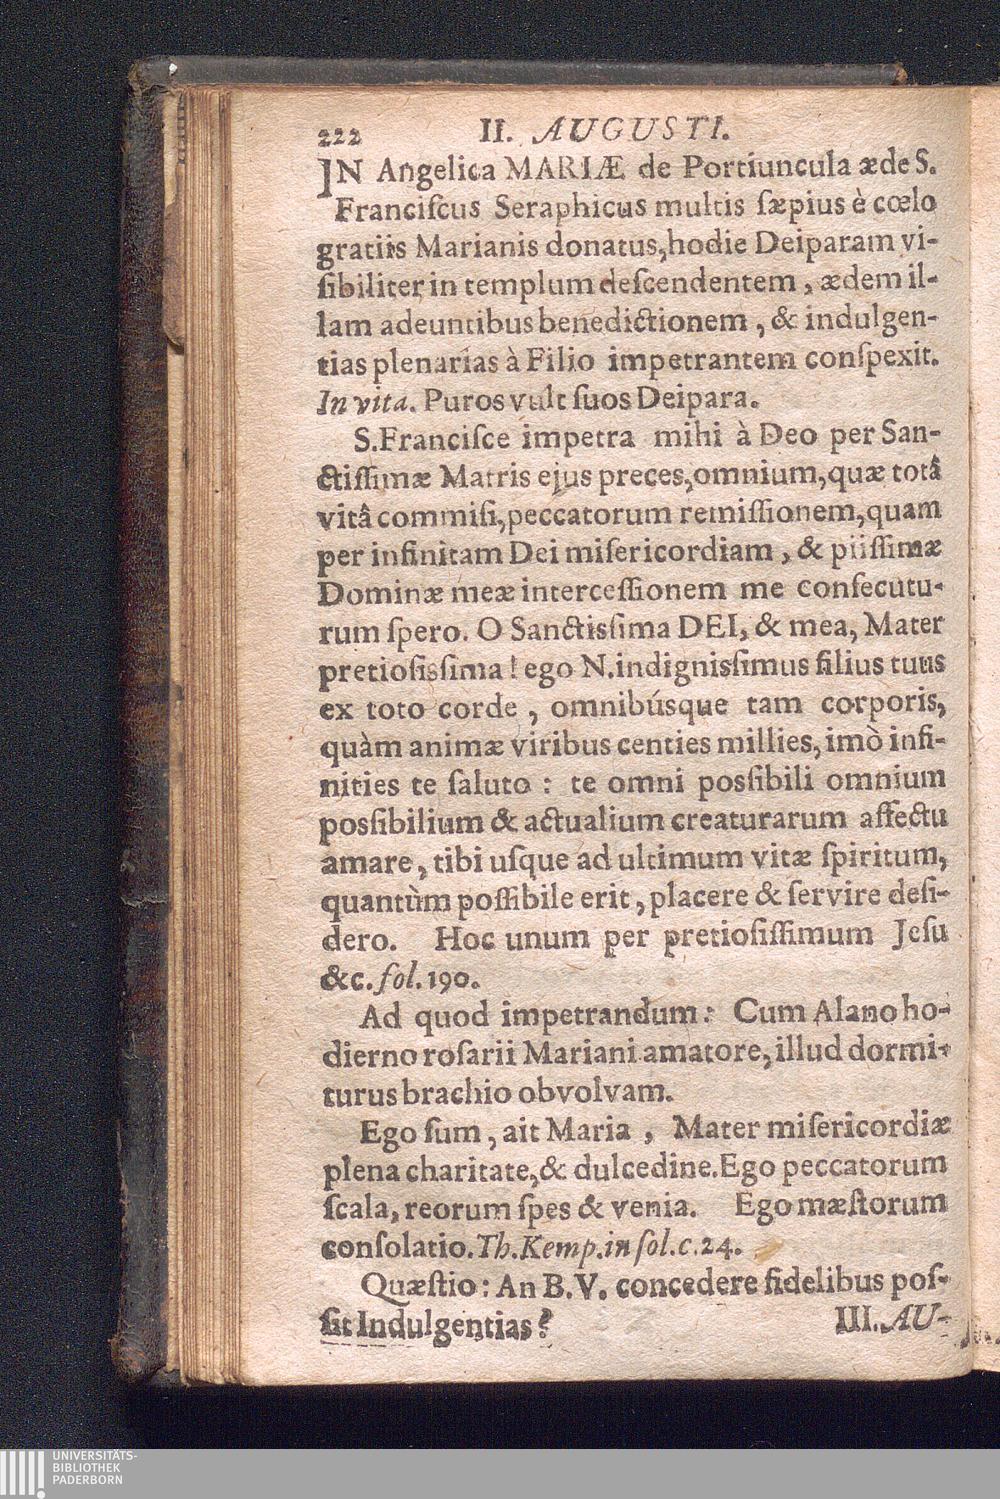 222 II. AUGUSTI.
IN Angelica MARIÆ de Portiuncula æde S.
Franciſcus Seraphicus multis ſæpius è cœlo
gratiis Marianis donatus, hodie Deiparam vi-
ſibiliter in templum deſcendentem, ædem il-
lam adeuntibus benedictionem, & indulgen-
tias plenarias à Filio impetrantem conſpexit.
In vita. Puros vult ſuos Deipara.
S. Franciſce impetra mihi à Deo per San-
ctiſſimæ Matris ejus preces, omnium, quæ totâ
vitâ commiſi, peccatorum remiſſionem, quam
per infinitam Dei miſericordiam, & piiſſimæ
Dominæ meæ interceſſionem me conſecutu-
rum ſpero. O Sanctisſima DEI, & mea, Mater
pretioſisſima! ego N. indignisſimus filius tuus
ex toto corde, omnibúsque tam corporis,
quàm animæ viribus centies millies, imò infi-
nities te ſaluto: te omni posſibili omnium
posſibilium & actualium creaturarum affectu
amare, tibi uſque ad ultimum vitæ ſpiritum,
quantùm poſſibile erit, placere & ſervire deſi-
dero. Hoc unum per pretioſiſſimum Jeſu
&c. fol. 190.
Ad quod impetrandum: Cum Alano ho-
dierno roſarii Mariani amatore, illud dormi-
turus brachio obvolvam.
Ego ſum, ait Maria, Mater miſericordiæ
plena charitate, & dulcedine. Ego peccatorum
ſcala, reorum ſpes & venia. Ego mæſtorum
conſolatio. Th. Kemp. in ſol. c. 24.
Quæſtio: An B. V. concedere fidelibus poſ-
ſit Indulgentias? III. AU-
UNIVERSITÄTS-
BIBLIOTHEK
PADERBORN